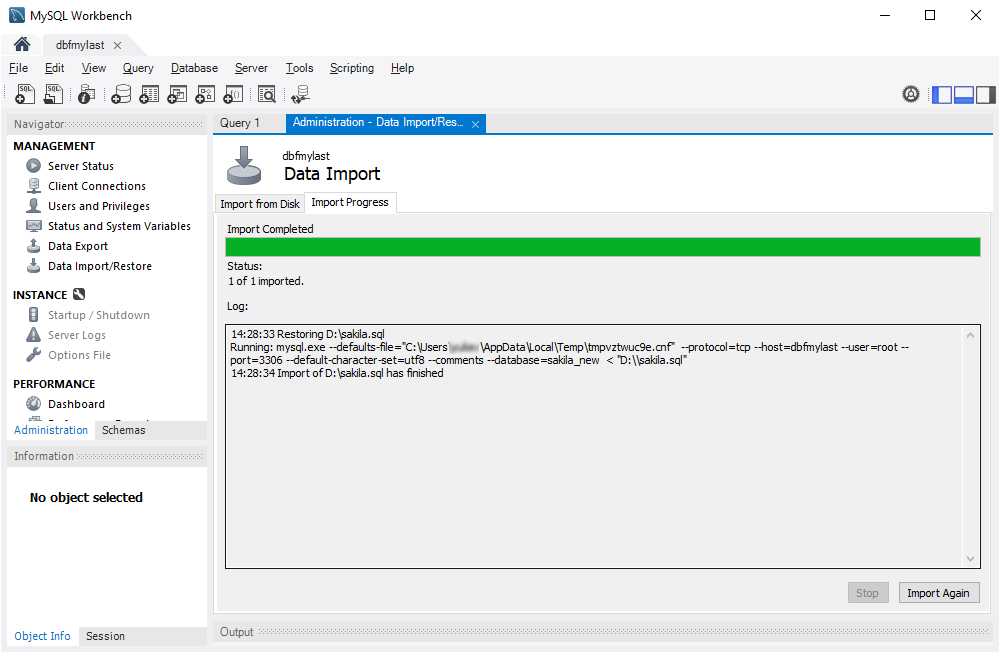 MySQL Workbench
dbfmylast
File Edit View Query Database Server Tools Scripting Help
Navigator
MANAGEMENT
Server Status
Client Connections
Users and Privileges
Status and System Variables
Data Export
Data Import/Restore
INSTANCE
Startup / Shutdown
Server Logs
Options File
PERFORMANCE
Dashboard
Administration Schemas
Information
No object selected
Object Info Session
Query 1 Administration - Data Import/Res...
dbfmylast
Data Import
Import from Disk Import Progress
Import Completed
Status:
1 of 1 imported.
Log:
14:28:33 Restoring D:\sakila.sql
Running: mysql.exe --defaults-file="C:\Users\ \AppData\Local\Temp\tmpvztwuc9e.cnf" --protocol=tcp --host=dbfmylast --user=root --
port=3306 --default-character-set=utf8 --comments --database=sakila_new < "D:\\sakila.sql"
14:28:34 Import of D:\sakila.sql has finished
Stop Import Again
Output